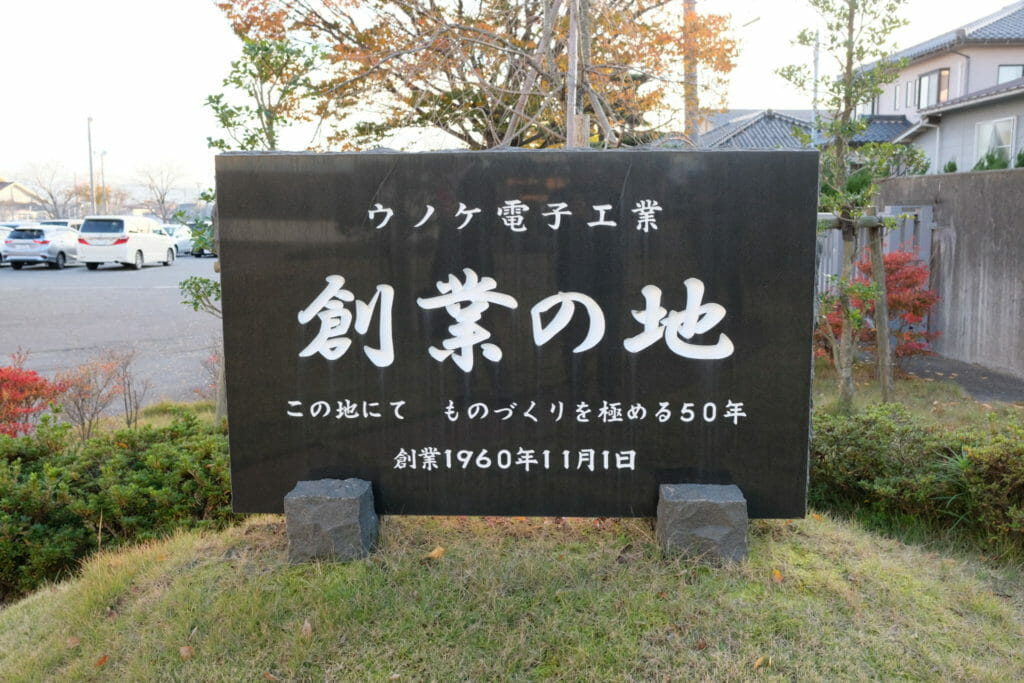 ウノケ電子工業
創業の地
この地にて　ものづくりを極める50年
創業1960年11月1日